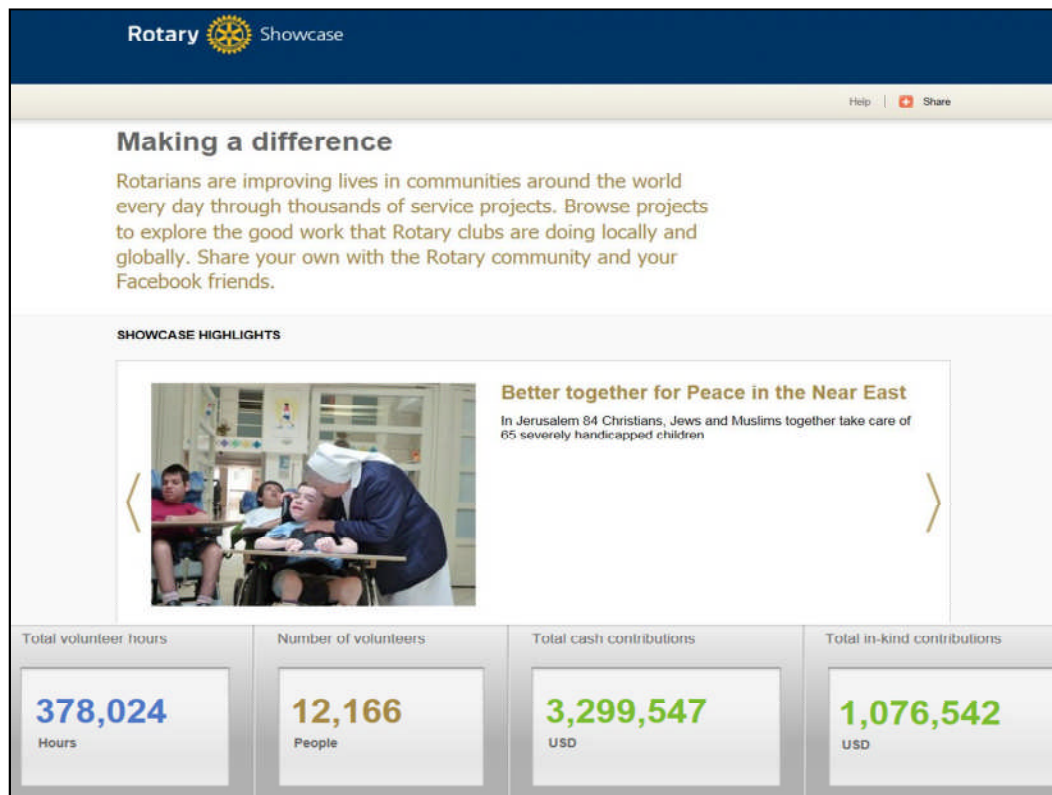 Rotary Showcase
Help | Share
Making a difference
Rotarians are improving lives in communities around the world
every day through thousands of service projects. Browse projects
to explore the good work that Rotary clubs are doing locally and
globally. Share your own with the Rotary community and your
Facebook friends.
SHOWCASE HIGHLIGHTS
Better together for Peace in the Near East
In Jerusalem 84 Christians, Jews and Muslims together take care of
65 severely handicapped children
Total volunteer hours
378,024
Hours
Number of volunteers
12,166
People
Total cash contributions
3,299,547
USD
Total in-kind contributions
1,076,542
USD